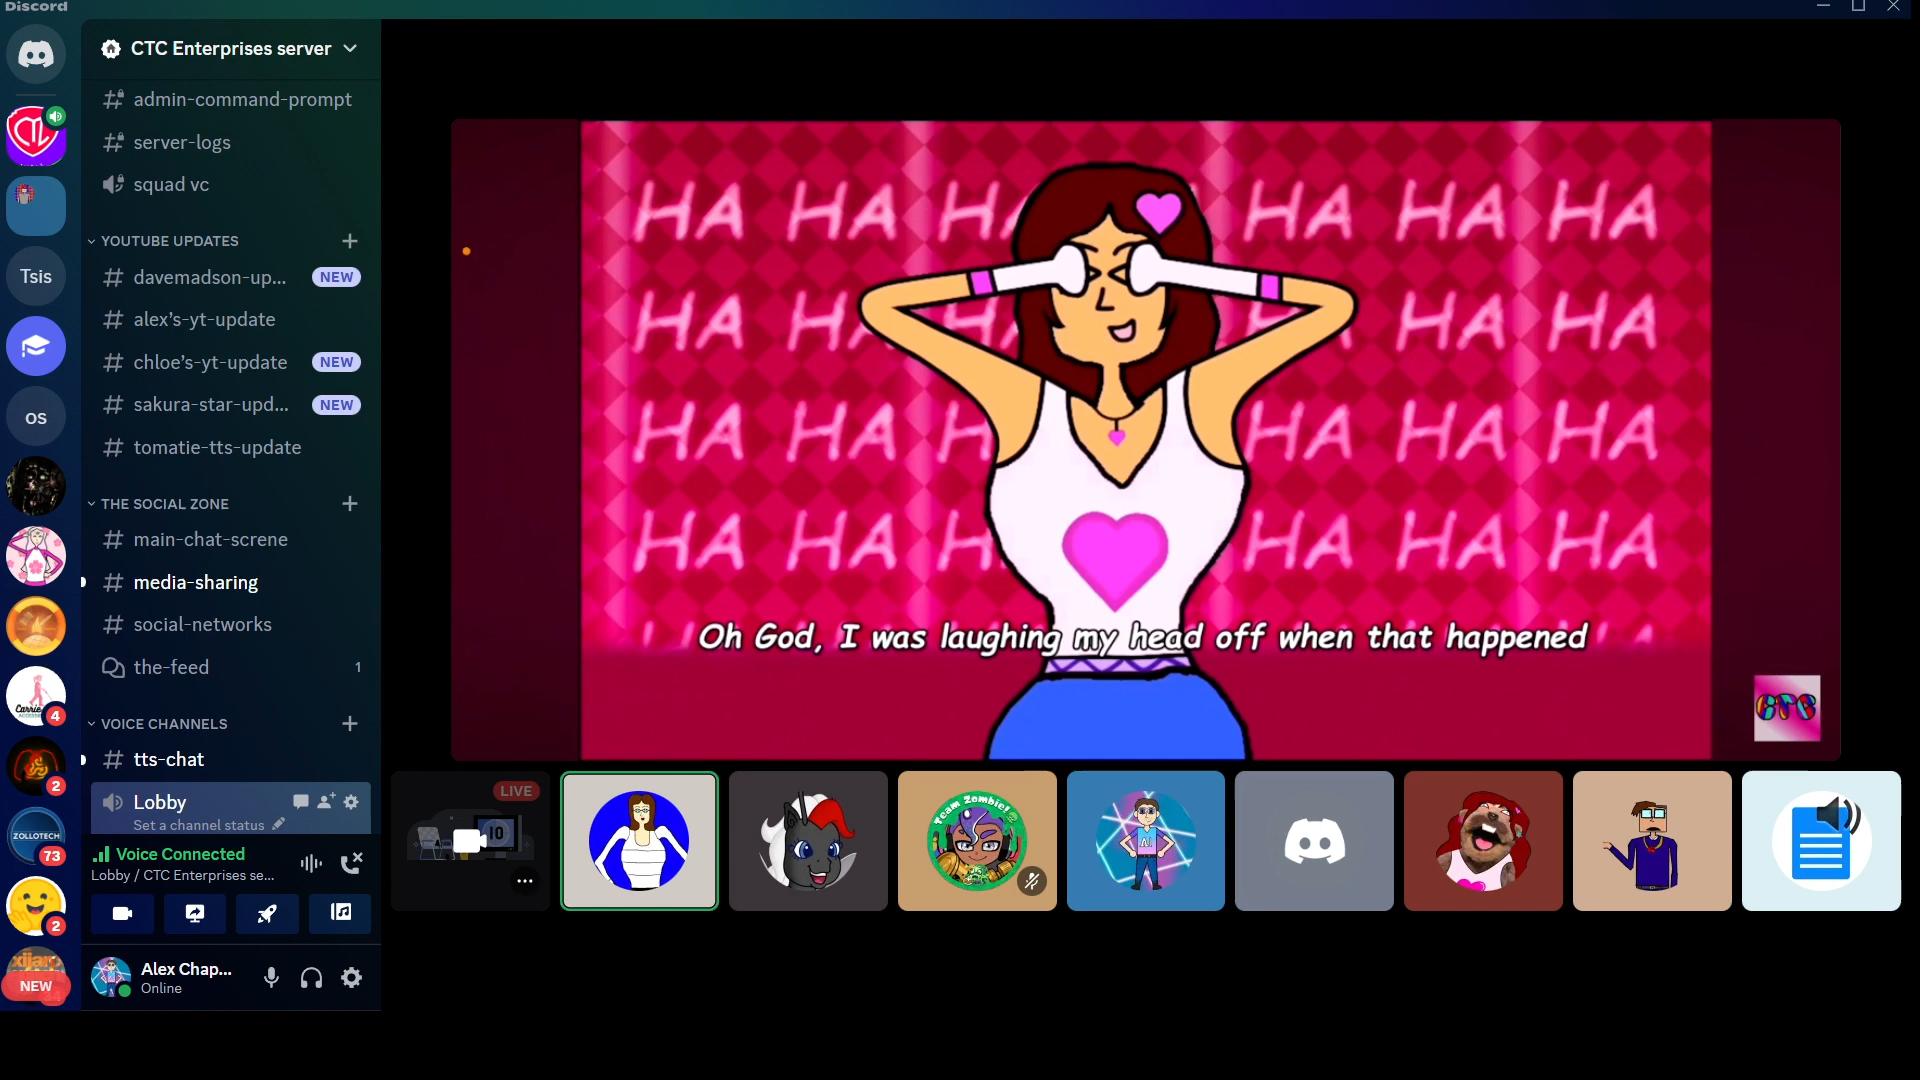 Discord
CTC Enterprises server
admin-command-prompt
server-logs
squad vc
YOUTUBE UPDATES
davemadson-up... NEW
alex's-yt-update
chloe's-yt-update NEW
sakura-star-upd... NEW
tomatie-tts-update
THE SOCIAL ZONE
main-chat-screne
media-sharing
social-networks
the-feed 1
VOICE CHANNELS
tts-chat
Lobby
Set a channel status
Voice Connected
Lobby / CTC Enterprises se...
Alex Chap...
Online
Tsis
os
Carrie
4
2
ZOLLOTECH
73
2
NEW
HA HA HA HA HA HA
HA HA HA HA HA HA
HA HA HA HA HA HA
HA HA HA HA HA HA
Oh God, I was laughing my head off when that happened
CTC
LIVE
10
Team Zombie!